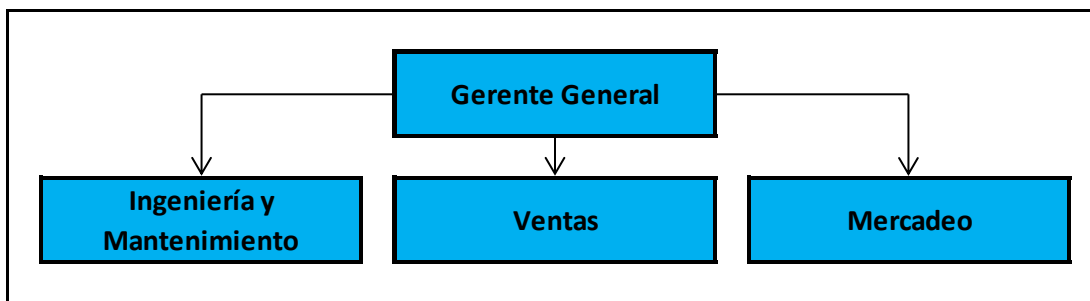 Gerente General
Ingeniería y
Mantenimiento
Ventas
Mercadeo